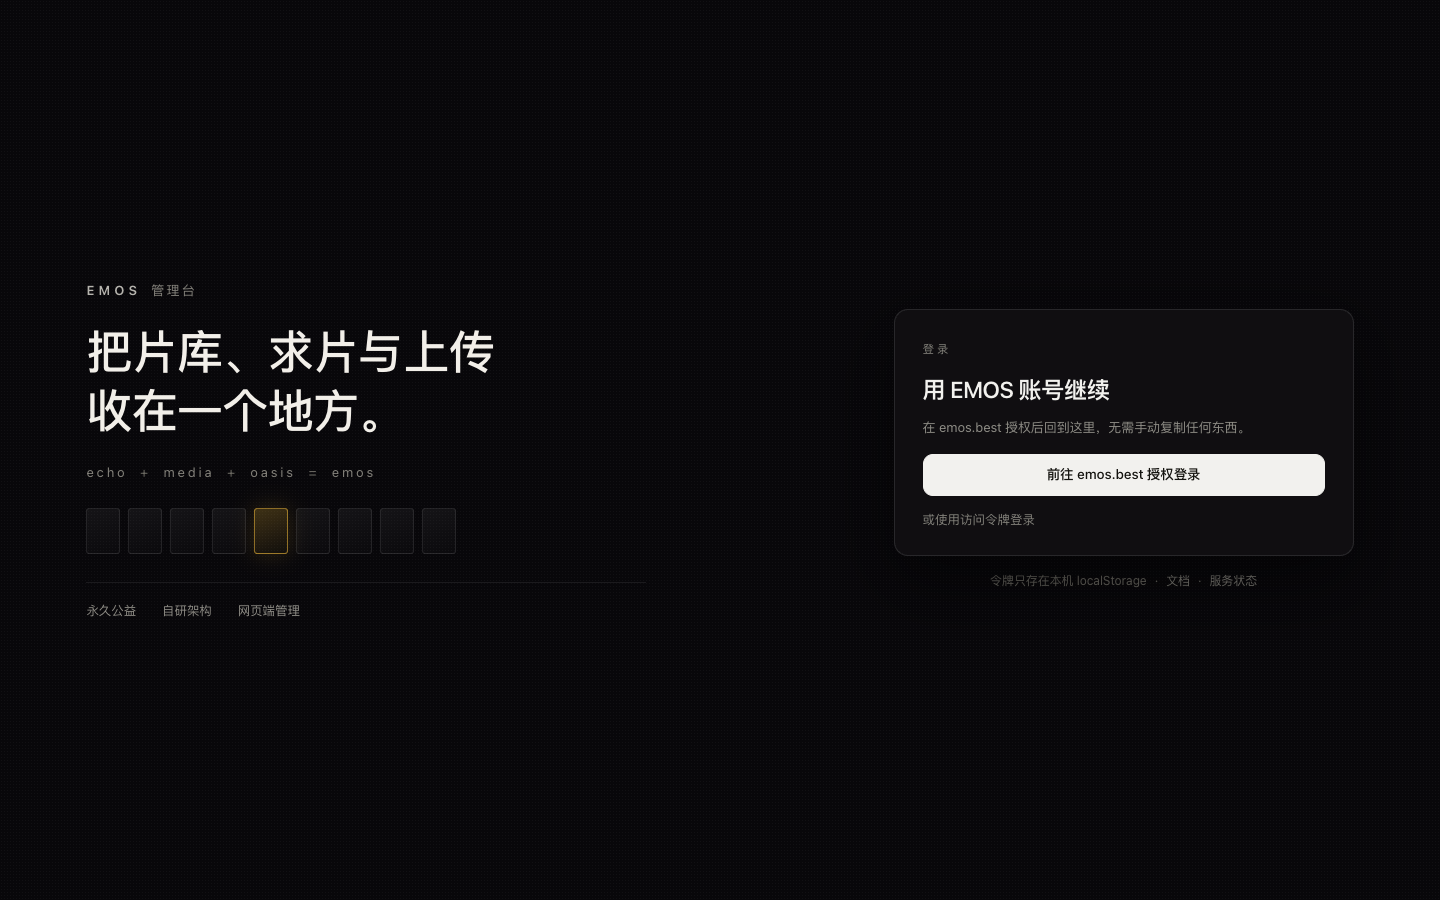 EMOS 管理台
把片库、求片与上传
收在一个地方。
echo + media + oasis = emos
永久公益 自研架构 网页端管理
登录
用 EMOS 账号继续
在 emos.best 授权后回到这里，无需手动复制任何东西。
前往 emos.best 授权登录
或使用访问令牌登录
令牌只存在本机 localStorage · 文档 · 服务状态